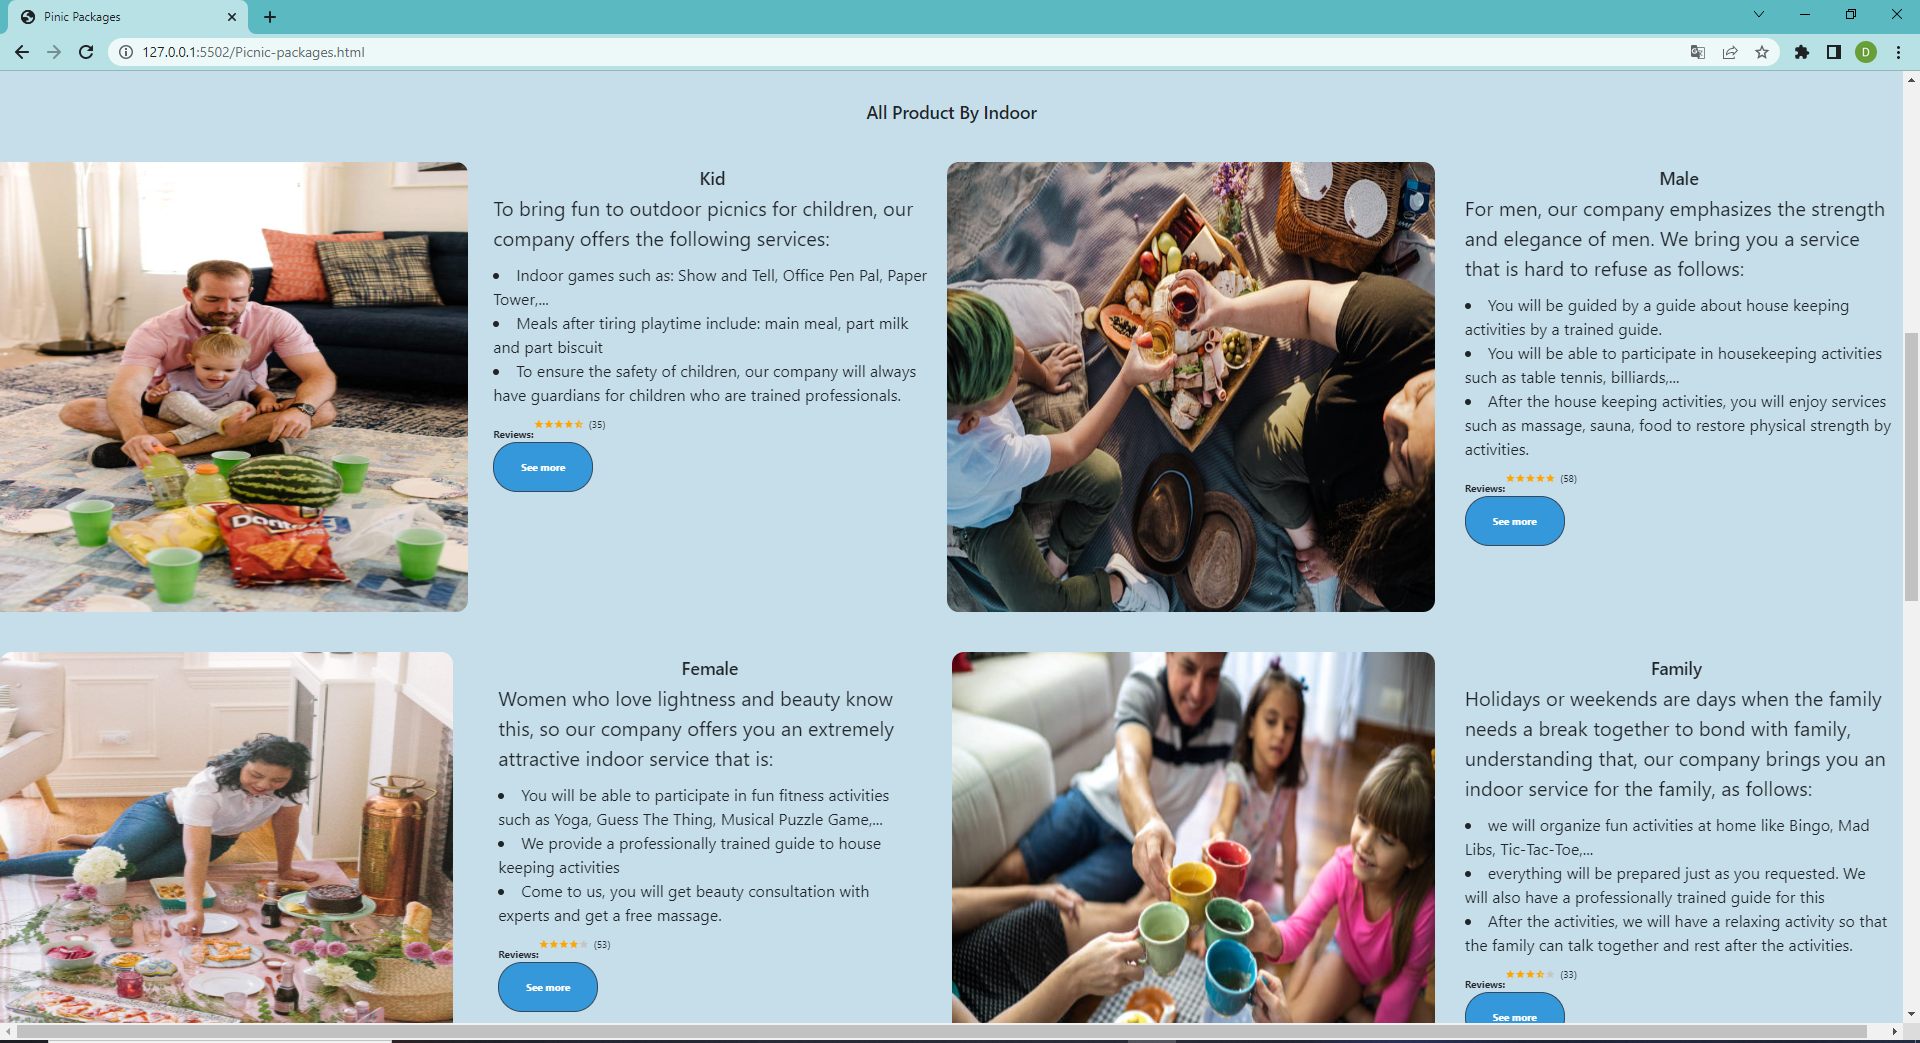 Pinic Packages
127.0.0.1:5502/Picnic-packages.html
D
All Product By Indoor
Kid
To bring fun to outdoor picnics for children, our
company offers the following services:
• Indoor games such as: Show and Tell, Office Pen Pal, Paper
Tower,...
• Meals after tiring playtime include: main meal, part milk
and part biscuit
• To ensure the safety of children, our company will always
have guardians for children who are trained professionals.
Reviews: (35)
See more
Male
For men, our company emphasizes the strength
and elegance of men. We bring you a service
that is hard to refuse as follows:
• You will be guided by a guide about house keeping
activities by a trained guide.
• You will be able to participate in housekeeping activities
such as table tennis, billiards,...
• After the house keeping activities, you will enjoy services
such as massage, sauna, food to restore physical strength by
activities.
Reviews: (58)
See more
Doritos
Female
Women who love lightness and beauty know
this, so our company offers you an extremely
attractive indoor service that is:
• You will be able to participate in fun fitness activities
such as Yoga, Guess The Thing, Musical Puzzle Game,...
• We provide a professionally trained guide to house
keeping activities
• Come to us, you will get beauty consultation with
experts and get a free massage.
Reviews: (53)
See more
Family
Holidays or weekends are days when the family
needs a break together to bond with family,
understanding that, our company brings you an
indoor service for the family, as follows:
• we will organize fun activities at home like Bingo, Mad
Libs, Tic-Tac-Toe,...
• everything will be prepared just as you requested. We
will also have a professionally trained guide for this
• After the activities, we will have a relaxing activity so that
the family can talk together and rest after the activities.
Reviews: (33)
See more